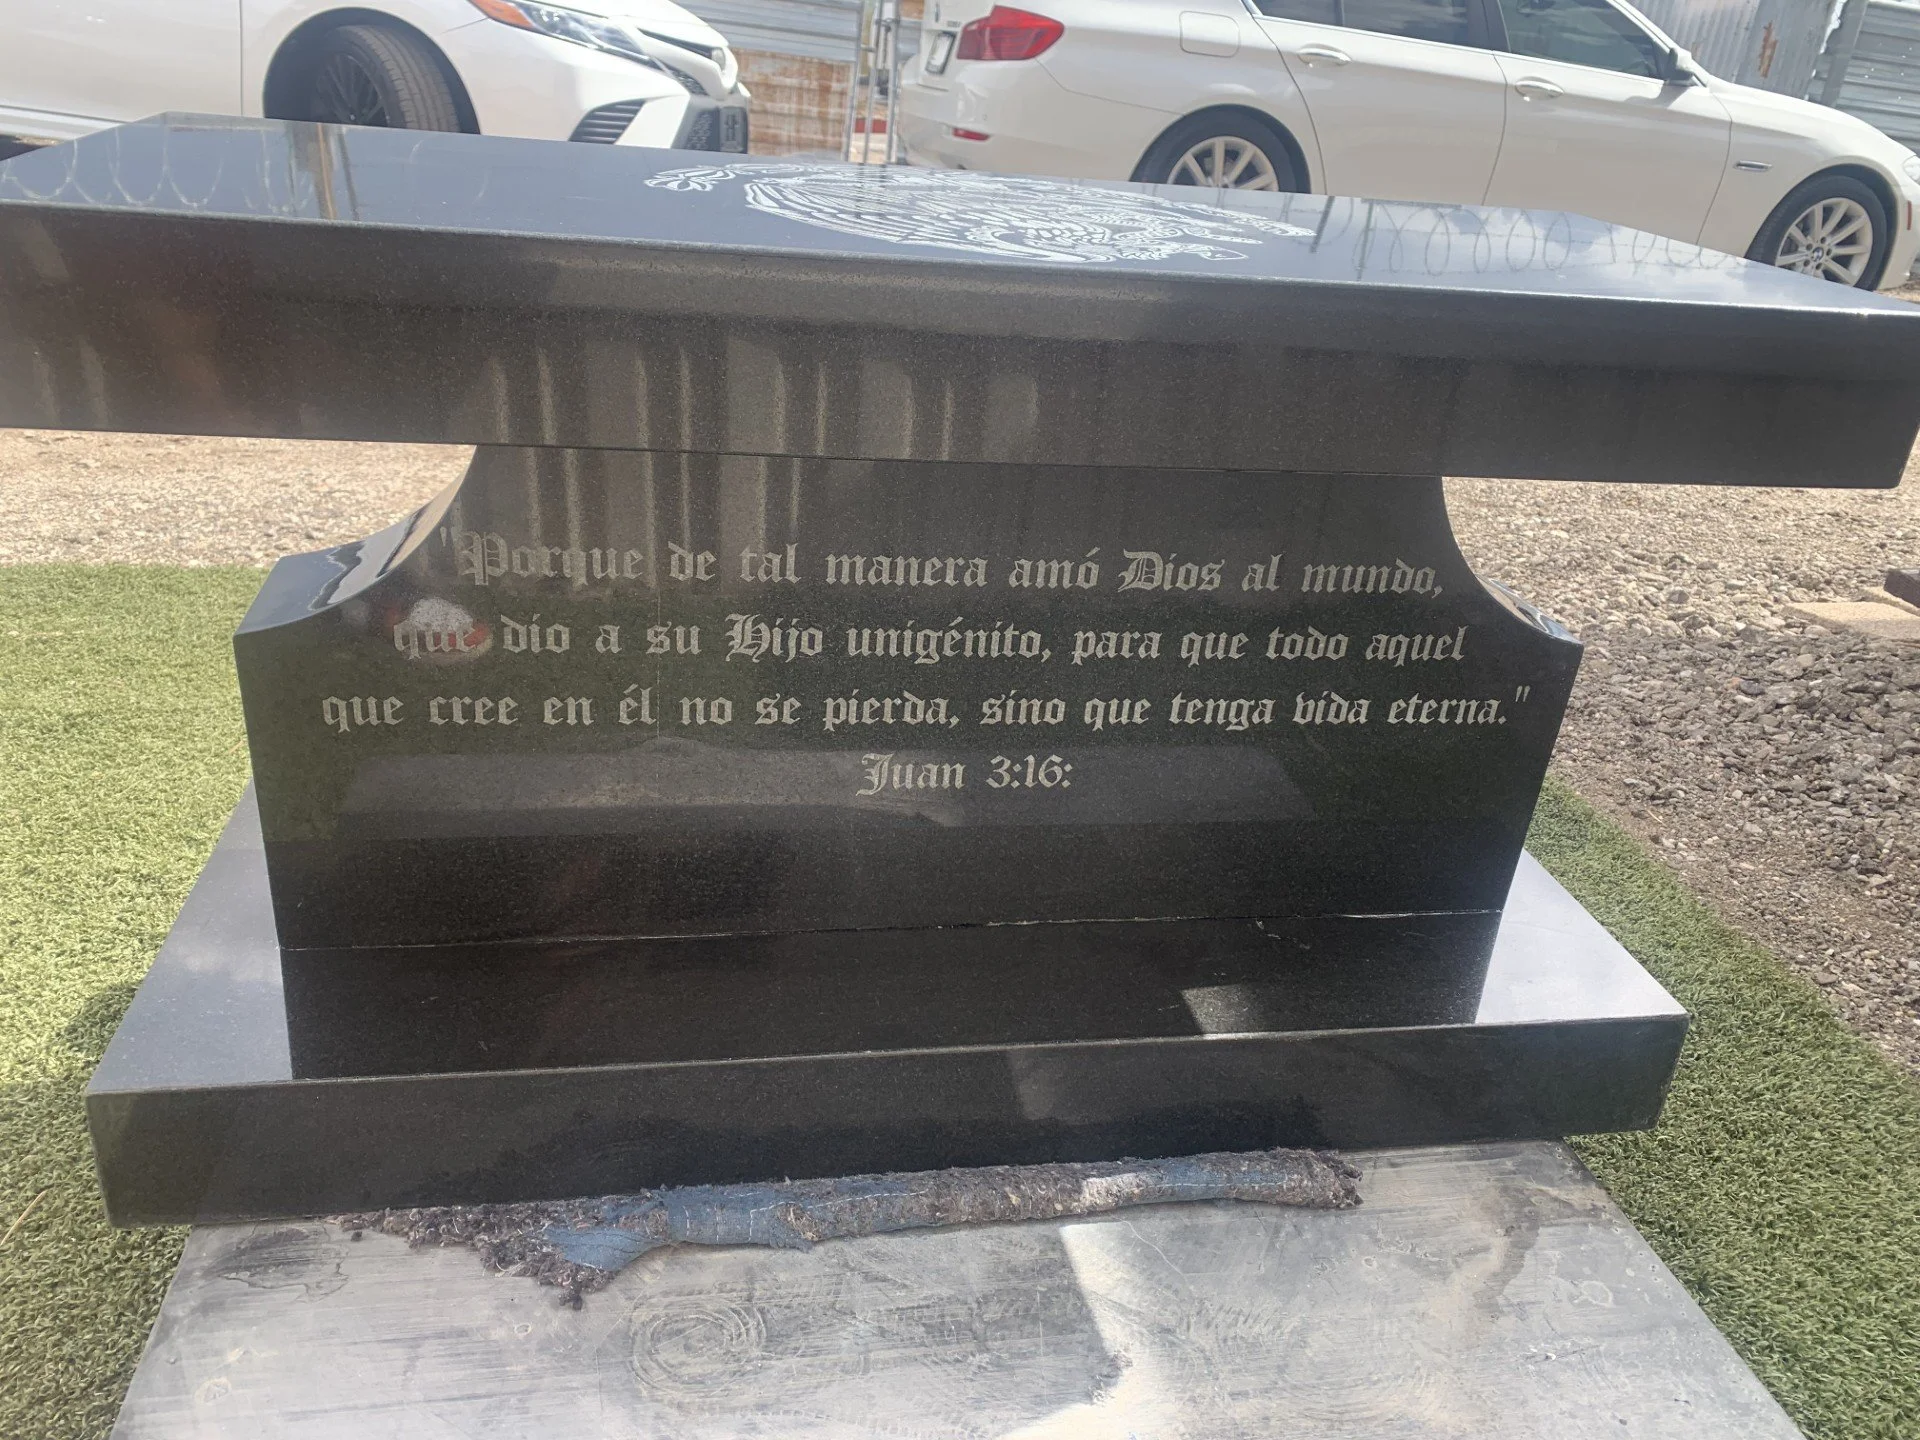 "Porque de tal manera amó Dios al mundo,
que dio a su Hijo unigénito, para que todo aquel
que cree en él no se pierda, sino que tenga vida eterna."
Juan 3:16: